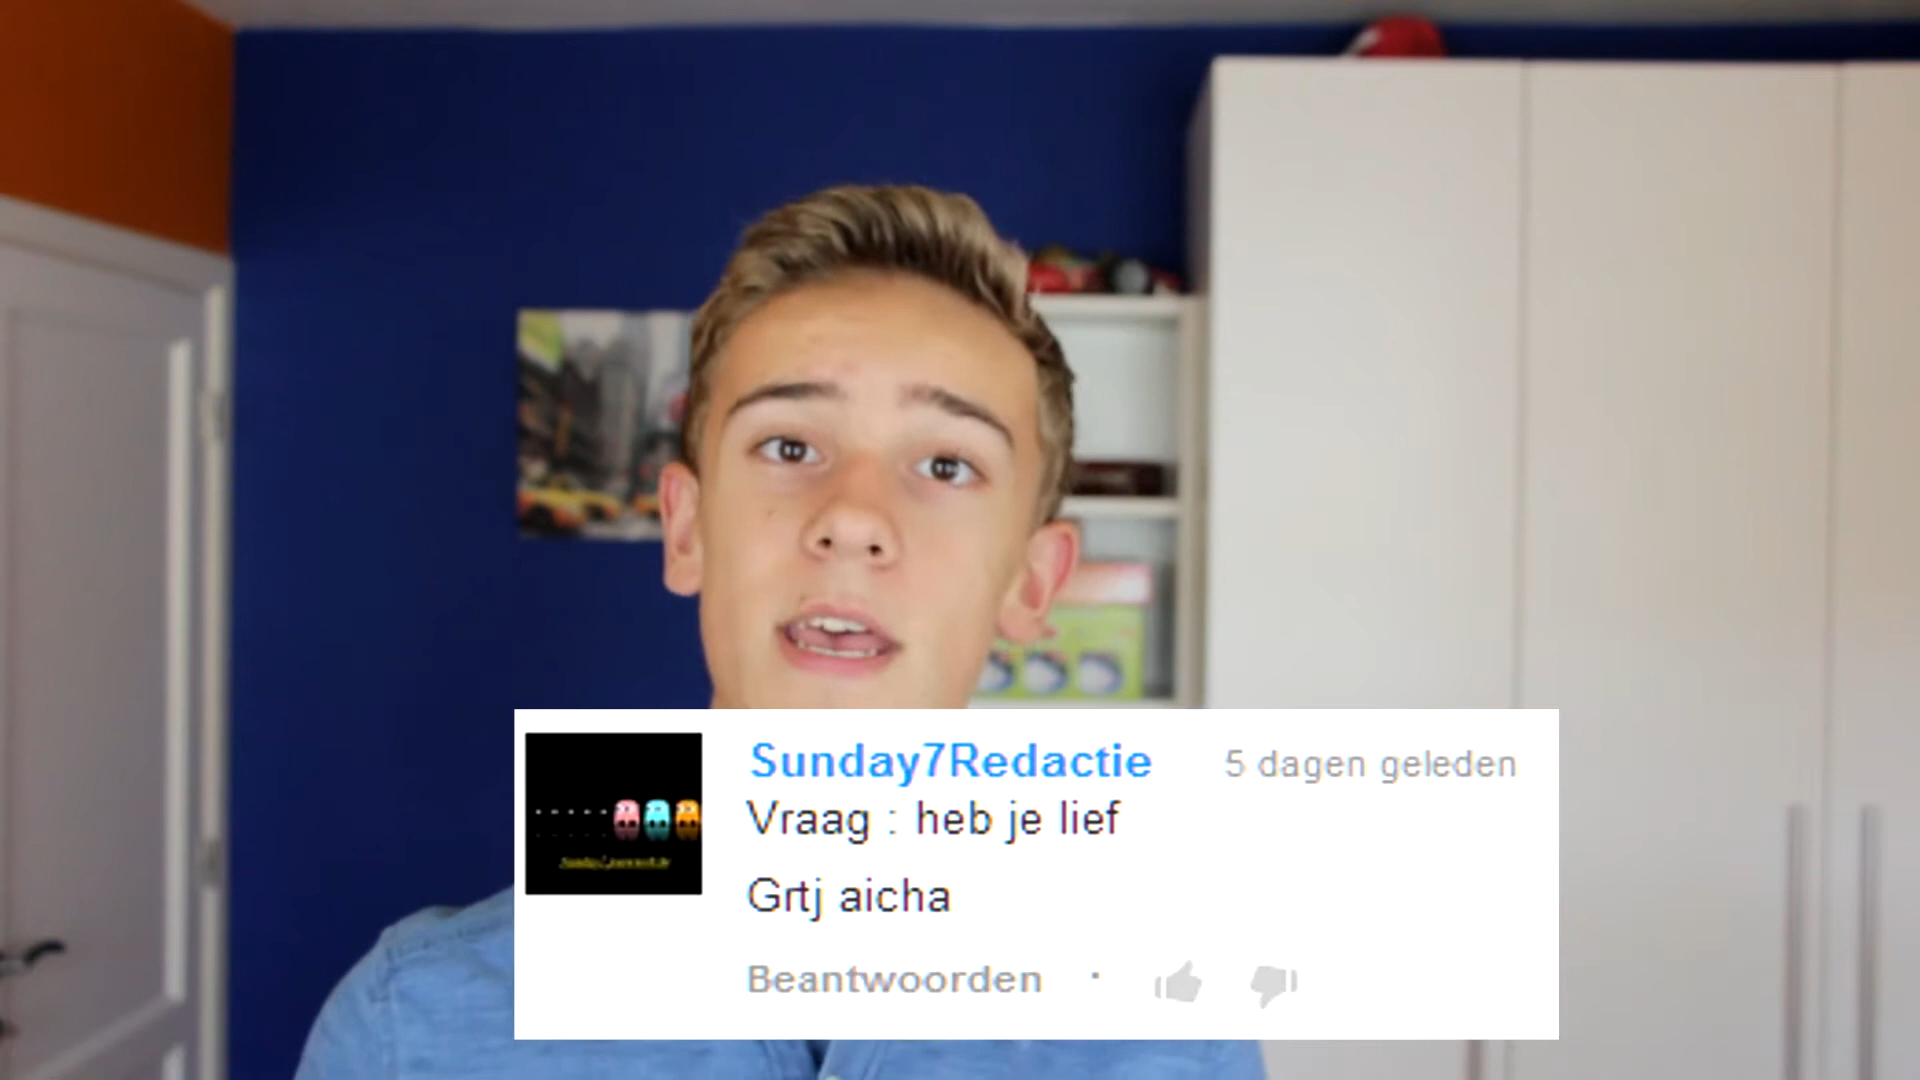 Sunday7Redactie 5 dagen geleden
Vraag : heb je lief
Grtj aicha
Beantwoorden ·